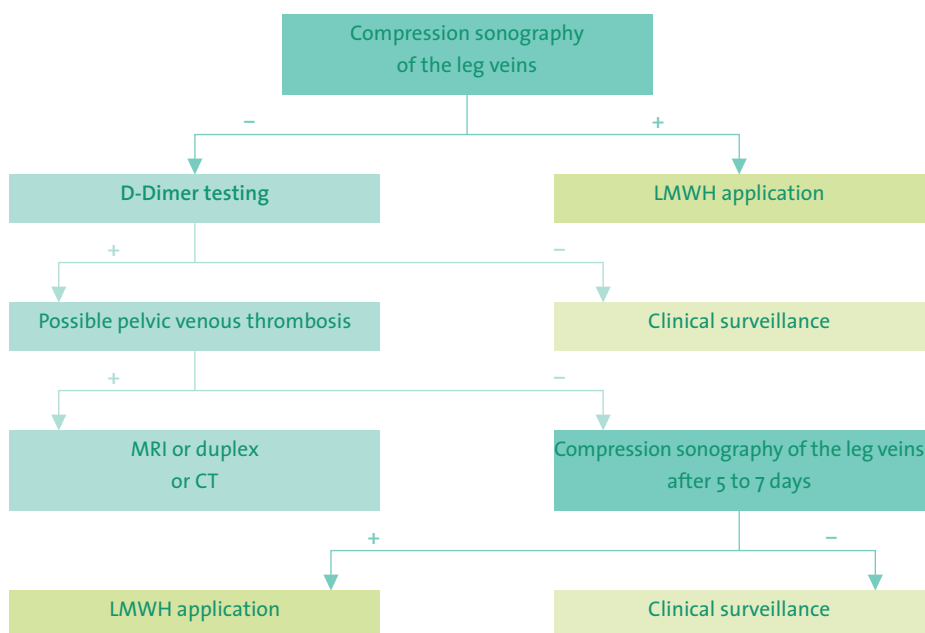 Compression sonography
of the leg veins
–
+
D-Dimer testing
LMWH application
+
–
Possible pelvic venous thrombosis
Clinical surveillance
+
–
MRI or duplex
or CT
Compression sonography of the leg veins
after 5 to 7 days
+
–
LMWH application
Clinical surveillance